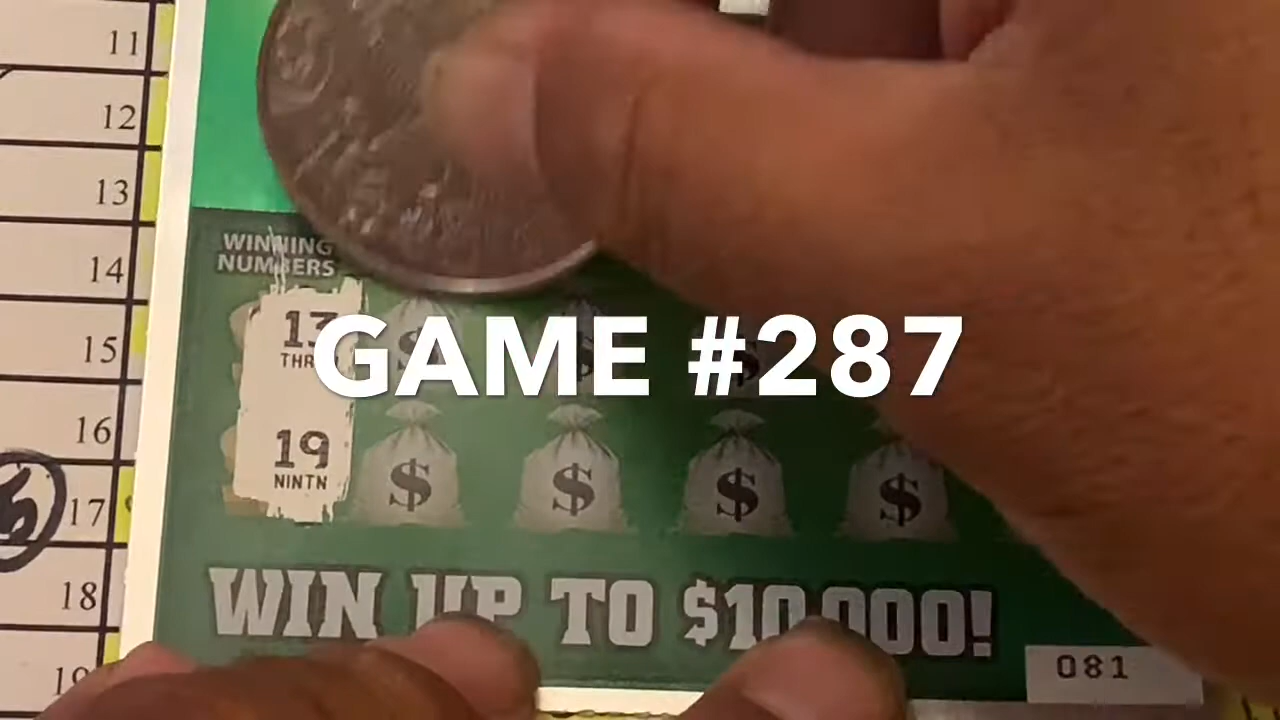 11
12
13
14
15
16
17
18
19
WINNING
NUMBERS
13
19
NINTN
GAME #287
$ $ $ $
WIN UP TO $10,000!
081